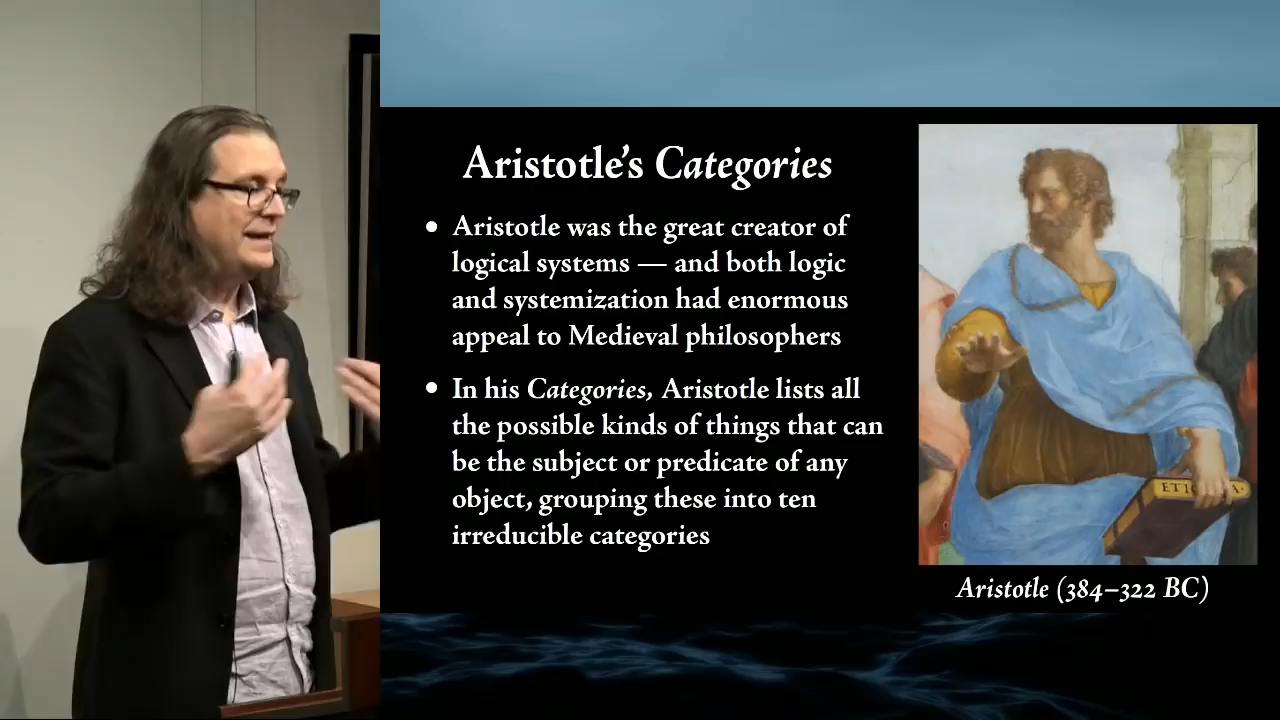 Aristotle's Categories
• Aristotle was the great creator of
logical systems — and both logic
and systemization had enormous
appeal to Medieval philosophers
• In his Categories, Aristotle lists all
the possible kinds of things that can
be the subject or predicate of any
object, grouping these into ten
irreducible categories
Aristotle (384–322 BC)